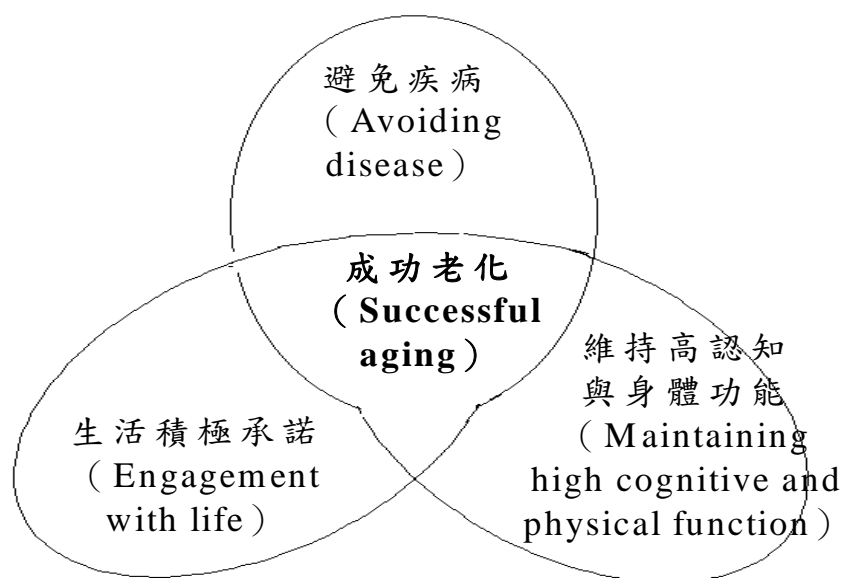 避免疾病
（Avoiding
disease）
成功老化
（Successful
aging）
生活積極承諾
（Engagement
with life）
維持高認知
與身體功能
（Maintaining
high cognitive and
physical function）